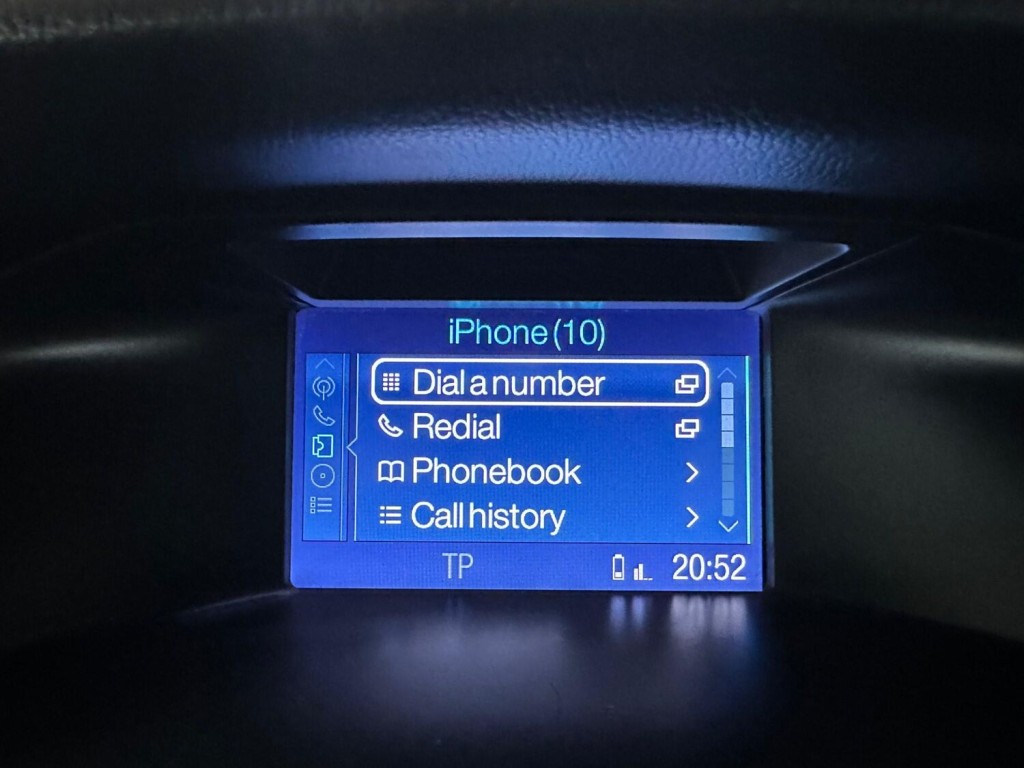 iPhone (10)
Dial a number
Redial
Phonebook
Call history
TP 20:52